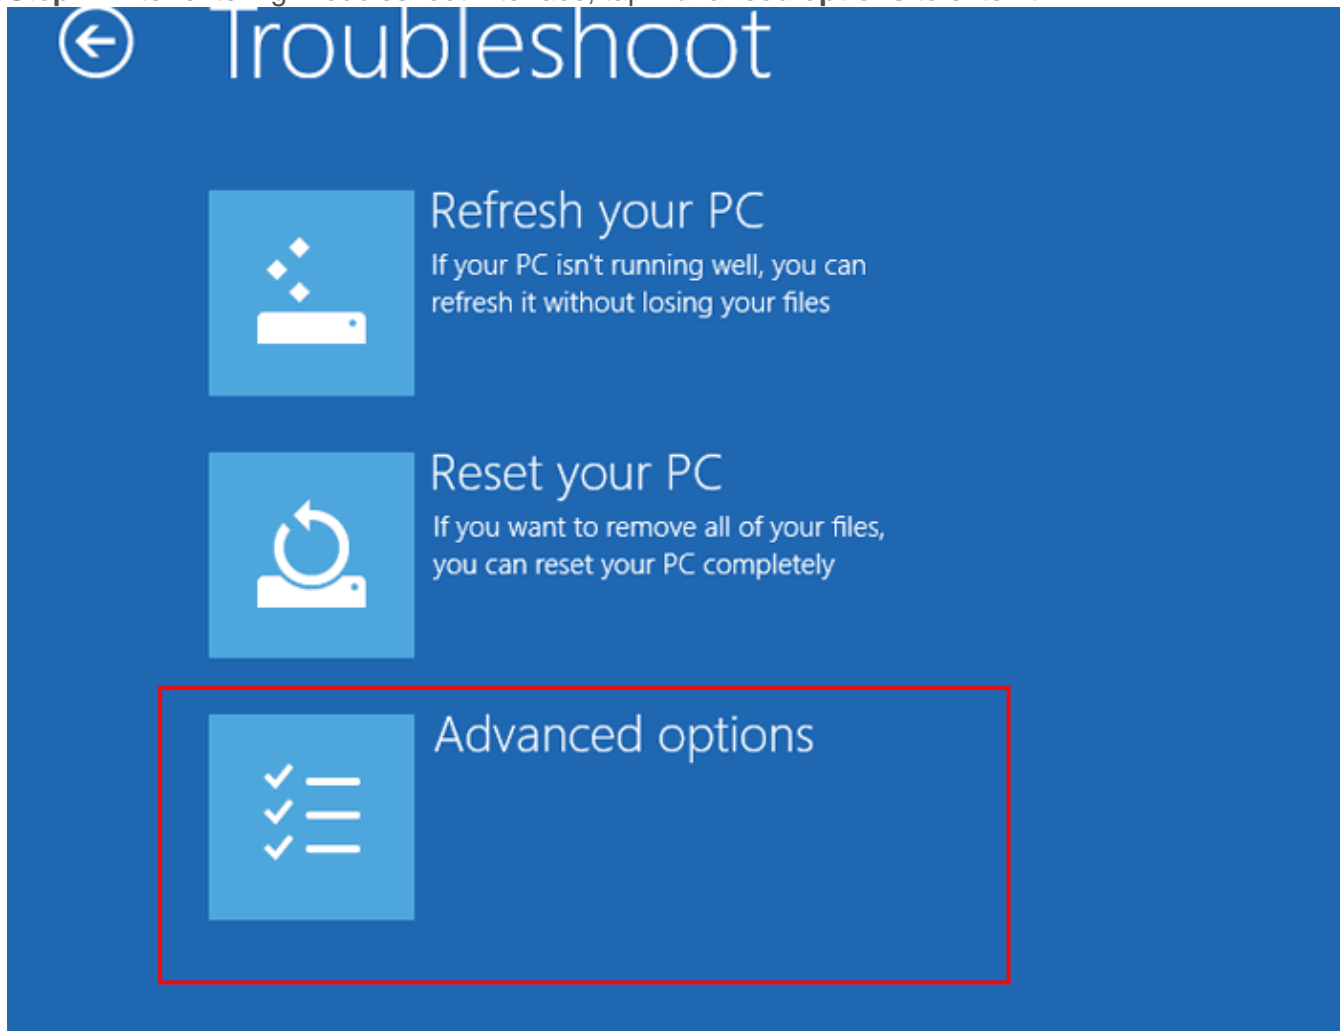 Troubleshoot
Refresh your PC
If your PC isn't running well, you can
refresh it without losing your files
Reset your PC
If you want to remove all of your files,
you can reset your PC completely
Advanced options